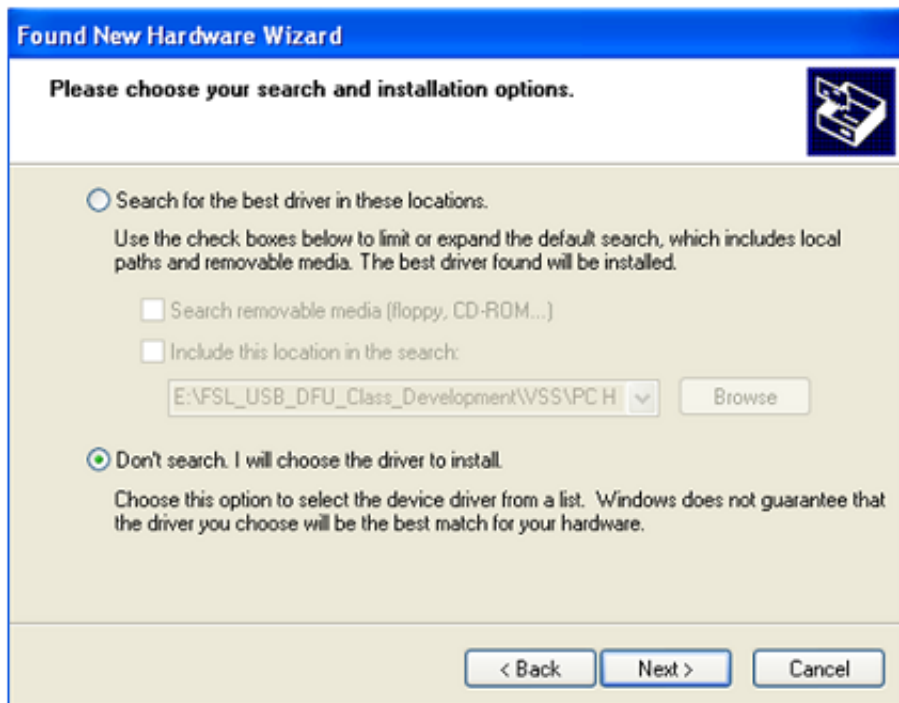 Found New Hardware Wizard
Please choose your search and installation options.
Search for the best driver in these locations.
Use the check boxes below to limit or expand the default search, which includes local
paths and removable media. The best driver found will be installed.
Search removable media (floppy, CD-ROM...)
Include this location in the search:
E:\FSL_USB_DFU_Class_Development\VSS\PC H
Browse
Don't search. I will choose the driver to install.
Choose this option to select the device driver from a list. Windows does not guarantee that
the driver you choose will be the best match for your hardware.
< Back
Next >
Cancel